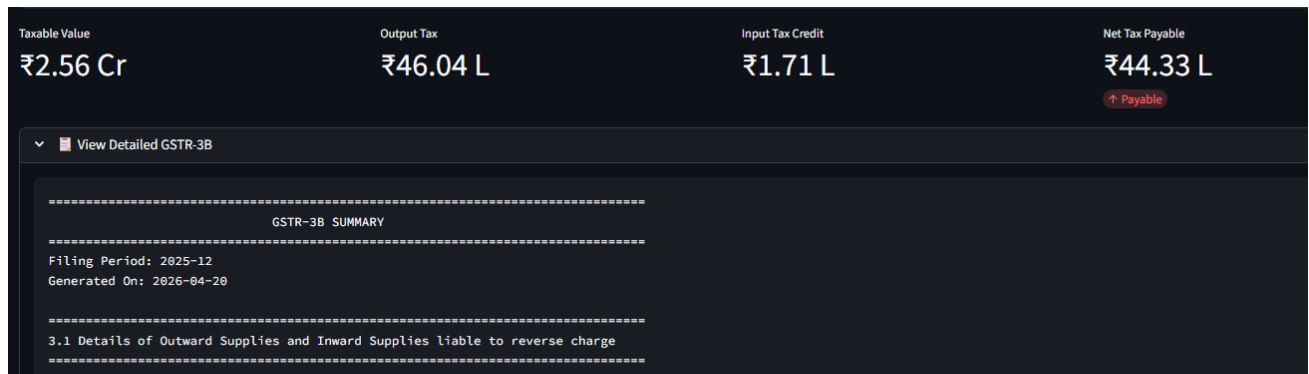 Taxable Value Output Tax Input Tax Credit Net Tax Payable
₹2.56 Cr ₹46.04 L ₹1.71 L ₹44.33 L
↑ Payable
View Detailed GSTR-3B
================================================================================
GSTR-3B SUMMARY
================================================================================
Filing Period: 2025-12
Generated On: 2026-04-20
================================================================================
3.1 Details of Outward Supplies and Inward Supplies liable to reverse charge
================================================================================